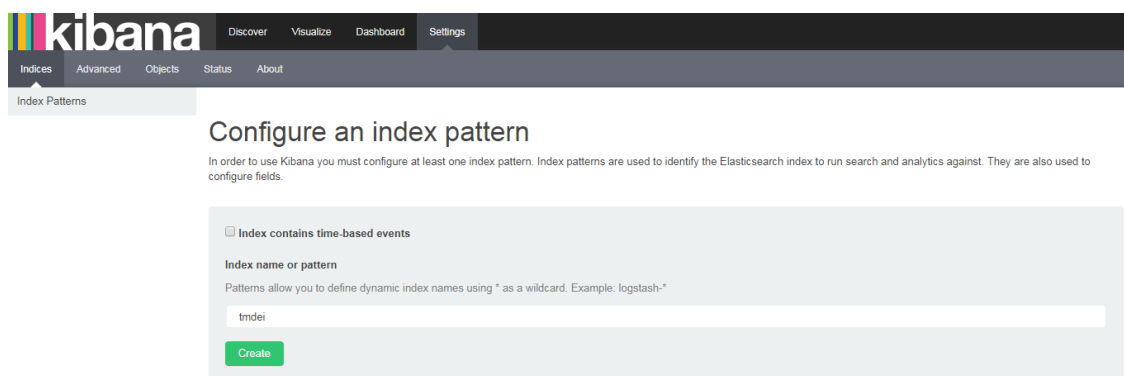 kibana Discover Visualize Dashboard Settings
Indices Advanced Objects Status About
Index Patterns
Configure an index pattern
In order to use Kibana you must configure at least one index pattern. Index patterns are used to identify the Elasticsearch index to run search and analytics against. They are also used to
configure fields.
Index contains time-based events
Index name or pattern
Patterns allow you to define dynamic index names using * as a wildcard. Example: logstash-*
tmdei
Create